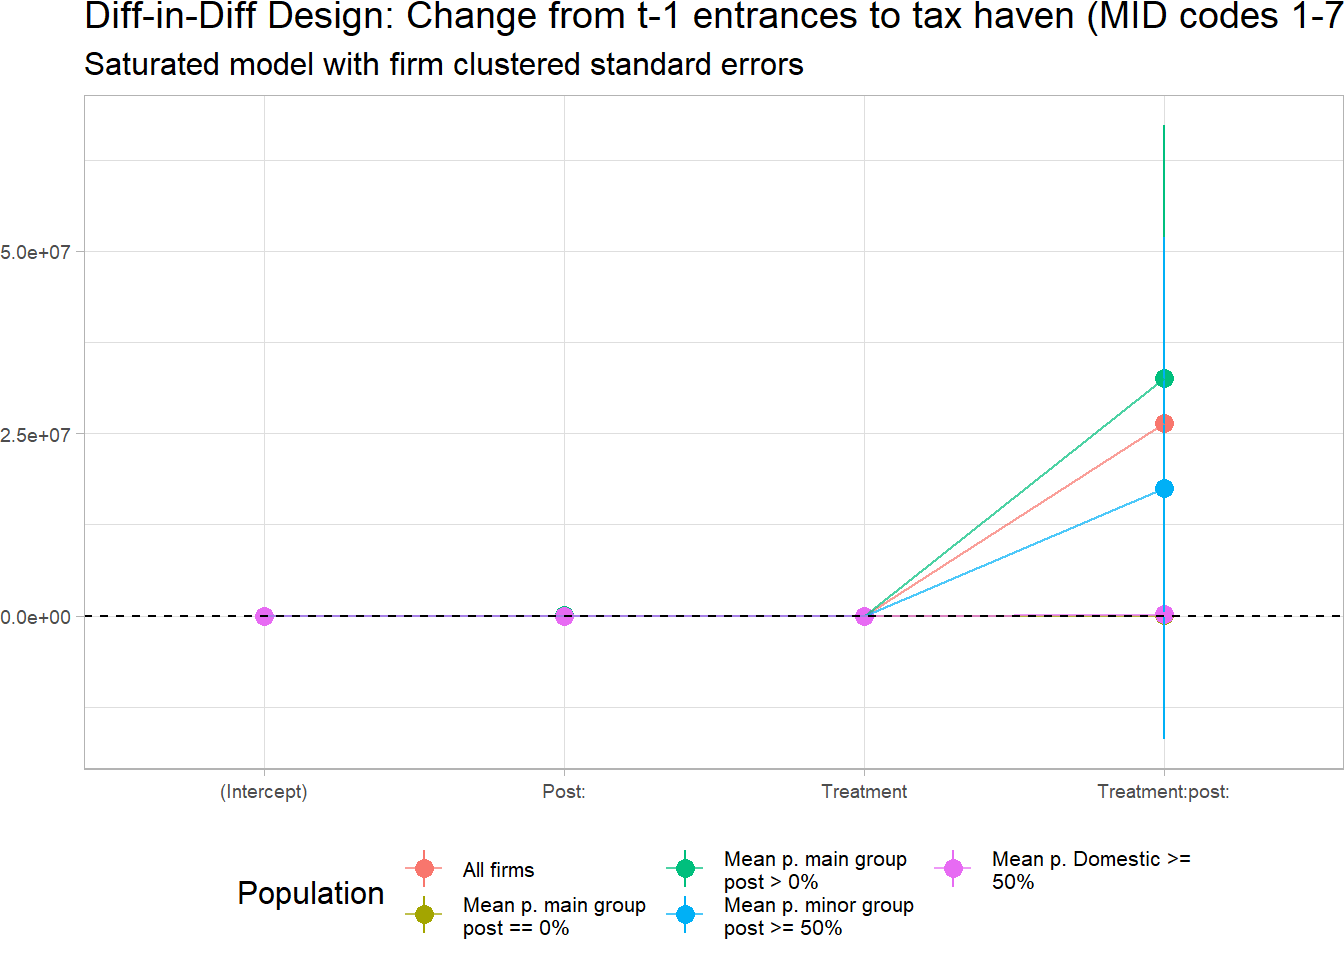 Diff-in-Diff Design: Change from t-1 entrances to tax haven (MID codes 1-7
Saturated model with firm clustered standard errors
5.0e+07
2.5e+07
0.0e+00
(Intercept)
Post:
Treatment
Treatment:post:
Population
All firms
Mean p. main group
post == 0%
Mean p. main group
post > 0%
Mean p. minor group
post >= 50%
Mean p. Domestic >=
50%